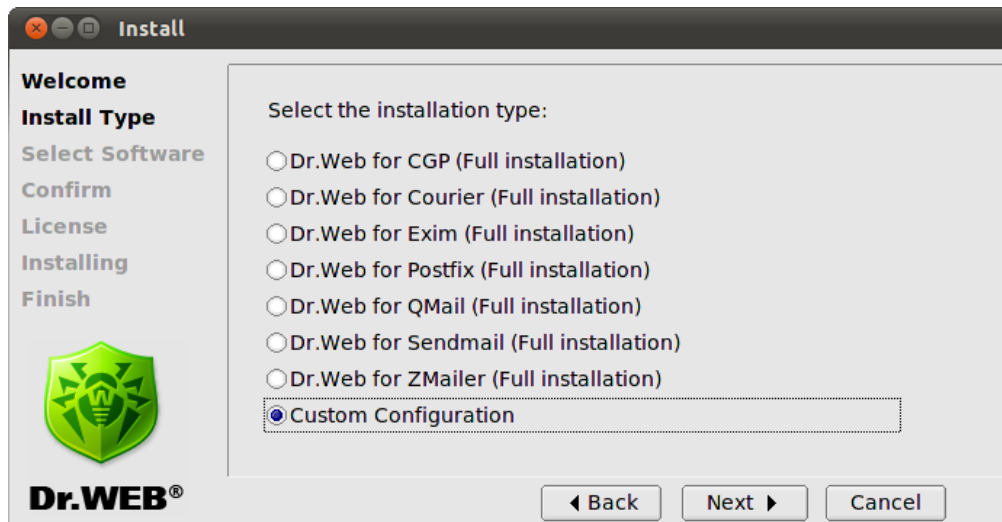 Install
Welcome
Install Type
Select Software
Confirm
License
Installing
Finish
Dr.WEB®
Select the installation type:
Dr.Web for CGP (Full installation)
Dr.Web for Courier (Full installation)
Dr.Web for Exim (Full installation)
Dr.Web for Postfix (Full installation)
Dr.Web for QMail (Full installation)
Dr.Web for Sendmail (Full installation)
Dr.Web for ZMailer (Full installation)
Custom Configuration
Back Next Cancel